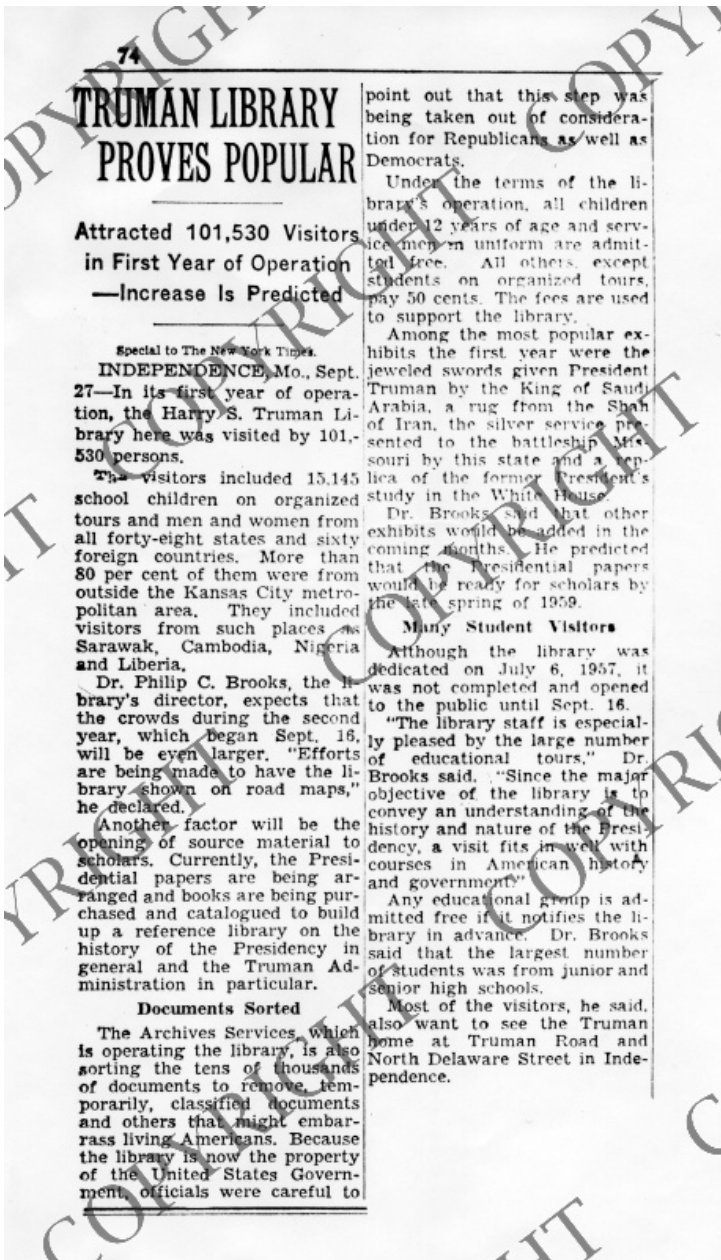 74
TRUMAN LIBRARY
PROVES POPULAR
Attracted 101,530 Visitors
in First Year of Operation
—Increase Is Predicted
Special to The New York Times.
INDEPENDENCE, Mo., Sept.
27—In its first year of opera-
tion, the Harry S. Truman Li-
brary here was visited by 101,-
530 persons.
The visitors included 15,145
school children on organized
tours and men and women from
all forty-eight states and sixty
foreign countries. More than
80 per cent of them were from
outside the Kansas City metro-
politan area. They included
visitors from such places as
Sarawak, Cambodia, Nigeria
and Liberia.
Dr. Philip C. Brooks, the li-
brary's director, expects that
the crowds during the second
year, which began Sept. 16,
will be even larger. "Efforts
are being made to have the li-
brary shown on road maps,"
he declared.
Another factor will be the
opening of source material to
scholars. Currently, the Presi-
dential papers are being ar-
ranged and books are being pur-
chased and catalogued to build
up a reference library on the
history of the Presidency in
general and the Truman Ad-
ministration in particular.
Documents Sorted
The Archives Services, which
is operating the library, is also
sorting the tens of thousands
of documents to remove, tem-
porarily, classified documents
and others that might embar-
rass living Americans. Because
the library is now the property
of the United States Govern-
ment, officials were careful to
point out that this step was
being taken out of considera-
tion for Republicans as well as
Democrats.
Under the terms of the li-
brary's operation, all children
under 12 years of age and serv-
ice men in uniform are admit-
ted free. All others, except
students on organized tours,
pay 50 cents. The fees are used
to support the library.
Among the most popular ex-
hibits the first year were the
jeweled swords given President
Truman by the King of Saudi
Arabia, a rug from the Shah
of Iran, the silver service pre-
sented to the battleship Mis-
souri by this state and a rep-
lica of the former President's
study in the White House.
Dr. Brooks said that other
exhibits would be added in the
coming months. He predicted
that the Presidential papers
would be ready for scholars by
the late spring of 1959.
Many Student Visitors
Although the library was
dedicated on July 6, 1957, it
was not completed and opened
to the public until Sept. 16.
"The library staff is especial-
ly pleased by the large number
of educational tours," Dr.
Brooks said. "Since the major
objective of the library is to
convey an understanding of the
history and nature of the Presi-
dency, a visit fits in well with
courses in American history
and government."
Any educational group is ad-
mitted free if it notifies the li-
brary in advance. Dr. Brooks
said that the largest number
of students was from junior and
senior high schools.
Most of the visitors, he said,
also want to see the Truman
home at Truman Road and
North Delaware Street in Inde-
pendence.
COPYRIGHT
COPYRIGHT
COPYRIGHT
COPYRIGHT
COPYRIGHT
COPYRIGHT